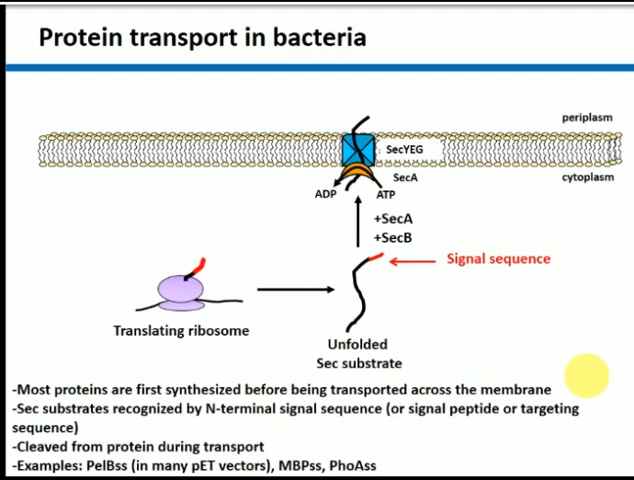 Protein transport in bacteria
periplasm
SecYEG
SecA
cytoplasm
ADP
ATP
+SecA
+SecB
Signal sequence
Translating ribosome
Unfolded
Sec substrate
-Most proteins are first synthesized before being transported across the membrane
-Sec substrates recognized by N-terminal signal sequence (or signal peptide or targeting
sequence)
-Cleaved from protein during transport
-Examples: PelBss (in many pET vectors), MBPss, PhoAss